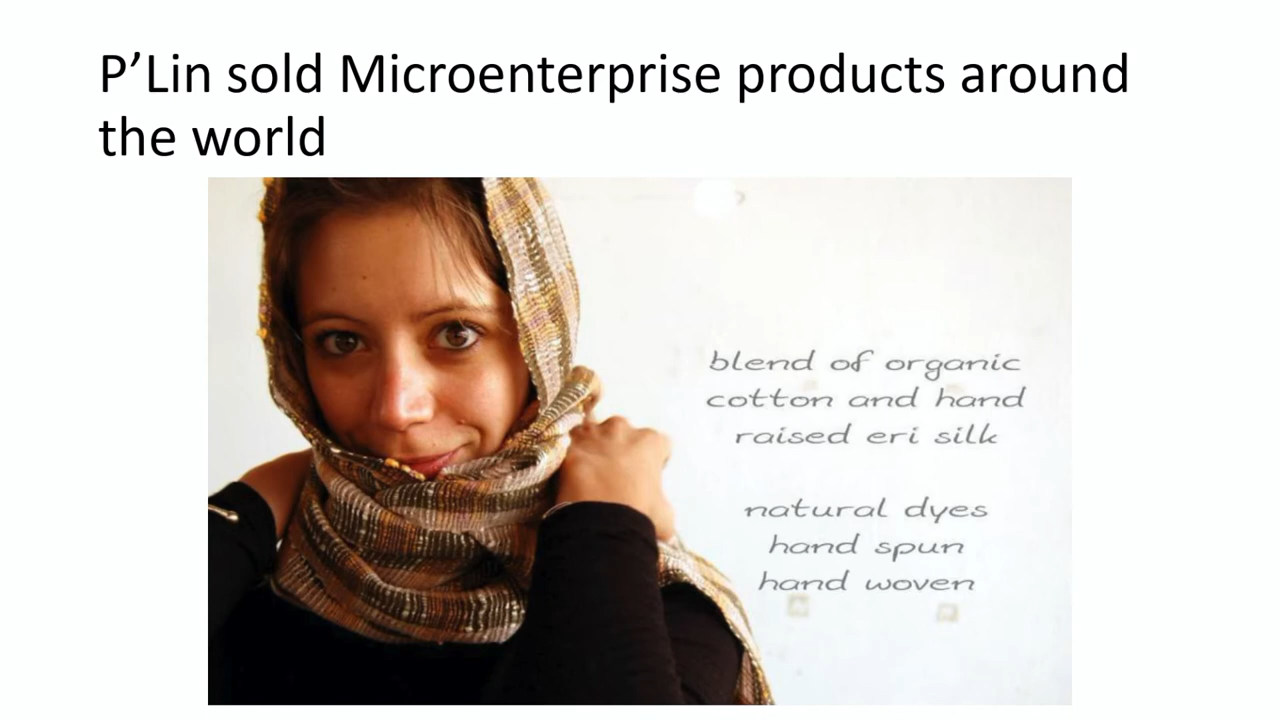 P’Lin sold Microenterprise products around
the world
blend of organic
cotton and hand
raised eri silk
natural dyes
hand spun
hand woven